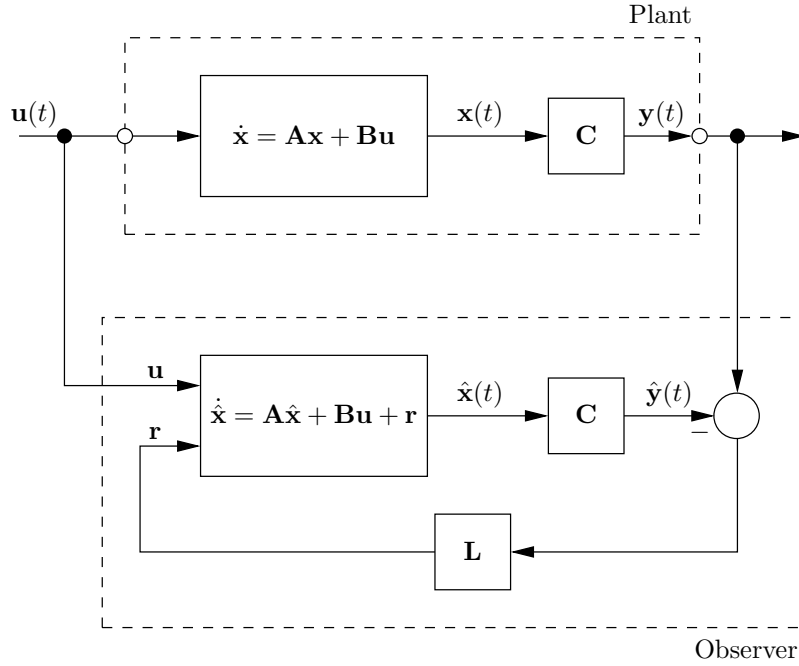 Plant
u(t)
ẋ = Ax + Bu
x(t)
C
y(t)
u
r
x̂̇ = Ax̂ + Bu + r
x̂(t)
C
ŷ(t)
−
L
Observer